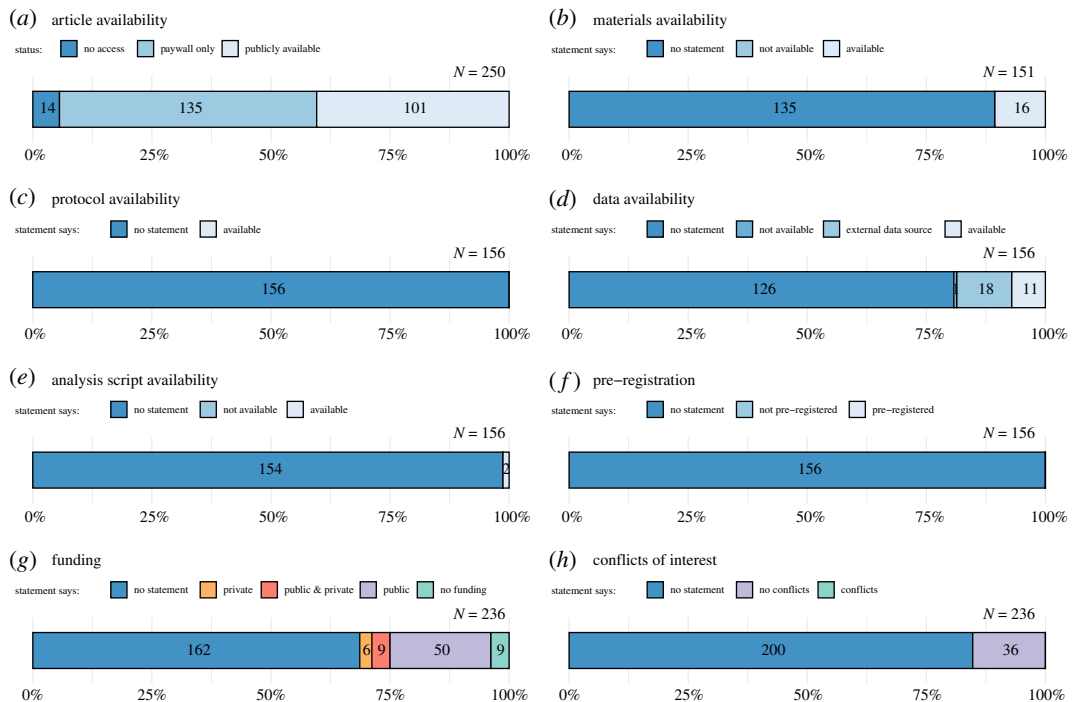 (a) article availability
status: no access paywall only publicly available
N = 250
14 135 101
0% 25% 50% 75% 100%
(b) materials availability
statement says: no statement not available available
N = 151
135 16
0% 25% 50% 75% 100%
(c) protocol availability
statement says: no statement available
N = 156
156
0% 25% 50% 75% 100%
(d) data availability
statement says: no statement not available external data source available
N = 156
126 1 18 11
0% 25% 50% 75% 100%
(e) analysis script availability
statement says: no statement not available available
N = 156
154 2
0% 25% 50% 75% 100%
(f) pre−registration
statement says: no statement not pre−registered pre−registered
N = 156
156
0% 25% 50% 75% 100%
(g) funding
statement says: no statement private public & private public no funding
N = 236
162 6 9 50 9
0% 25% 50% 75% 100%
(h) conflicts of interest
statement says: no statement no conflicts conflicts
N = 236
200 36
0% 25% 50% 75% 100%